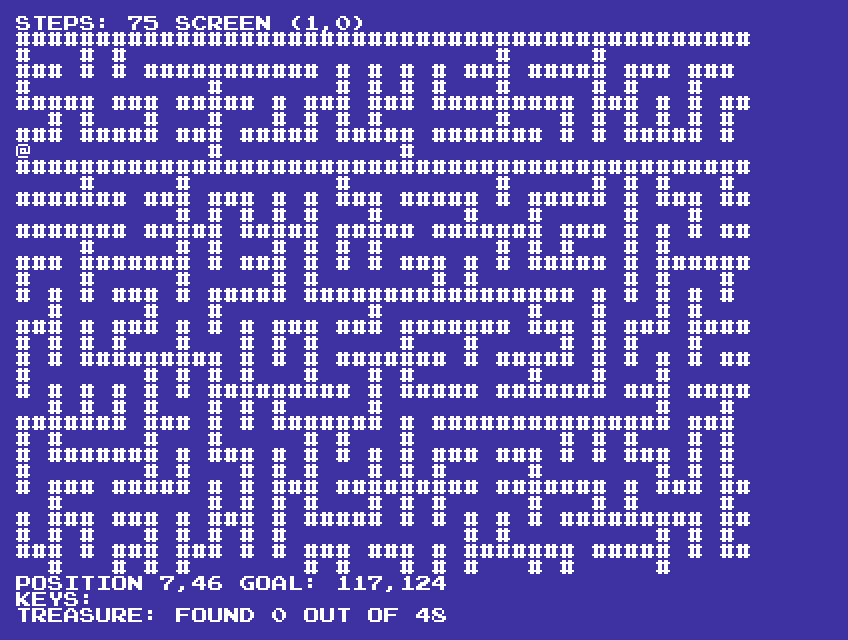 STEPS: 75 SCREEN (1,0)
@
POSITION 7,46 GOAL: 117,124
KEYS:
TREASURE: FOUND 0 OUT OF 48